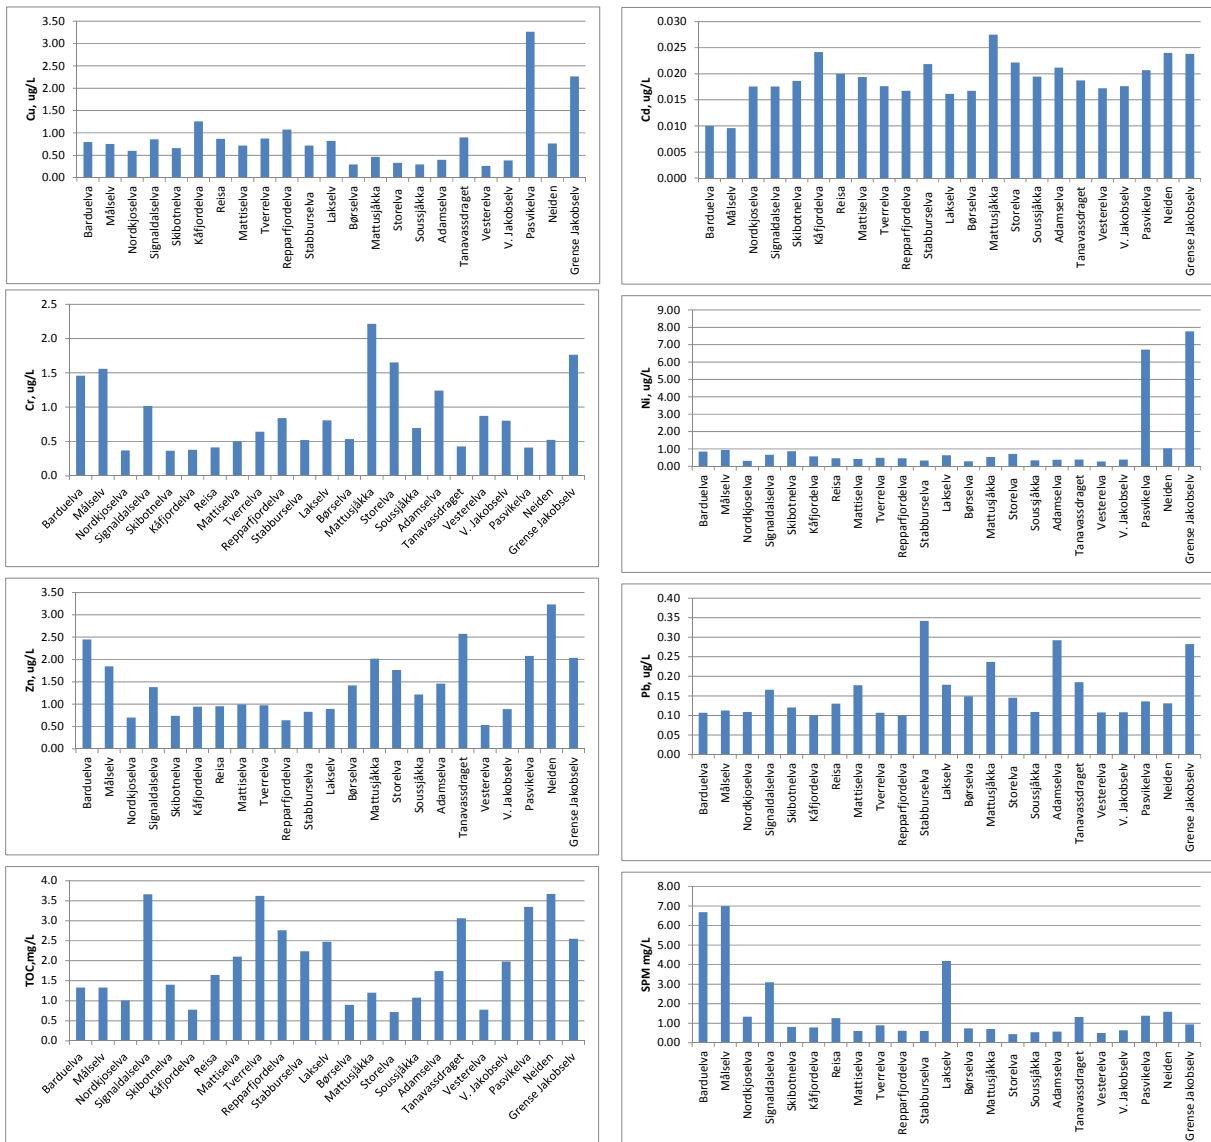 Cu, ug/L
3.50
3.00
2.50
2.00
1.50
1.00
0.50
0.00
Barduelva
Målselv
Nordkjoselva
Signaldalselva
Skibotnelva
Kåfjordelva
Reisa
Mattiselva
Tverrelva
Repparfjordelva
Stabburselva
Lakselv
Børselva
Mattusjåkka
Storelva
Soussjåkka
Adamselva
Tanavassdraget
Vesterelva
V. Jakobselv
Pasvikelva
Neiden
Grense Jakobselv
Cd, ug/L
0.030
0.025
0.020
0.015
0.010
0.005
0.000
Barduelva
Målselv
Nordkjoselva
Signaldalselva
Skibotnelva
Kåfjordelva
Reisa
Mattiselva
Tverrelva
Repparfjordelva
Stabburselva
Lakselv
Børselva
Mattusjåkka
Storelva
Soussjåkka
Adamselva
Tanavassdraget
Vesterelva
V. Jakobselv
Pasvikelva
Neiden
Grense Jakobselv
Cr, ug/L
2.5
2.0
1.5
1.0
0.5
0.0
Barduelva
Målselv
Nordkjoselva
Signaldalselva
Skibotnelva
Kåfjordelva
Reisa
Mattiselva
Tverrelva
Repparfjordelva
Stabburselva
Lakselv
Børselva
Mattusjåkka
Storelva
Soussjåkka
Adamselva
Tanavassdraget
Vesterelva
V. Jakobselv
Pasvikelva
Neiden
Grense Jakobselv
Ni, ug/L
9.00
8.00
7.00
6.00
5.00
4.00
3.00
2.00
1.00
0.00
Barduelva
Målselv
Nordkjoselva
Signaldalselva
Skibotnelva
Kåfjordelva
Reisa
Mattiselva
Tverrelva
Repparfjordelva
Stabburselva
Lakselv
Børselva
Mattusjåkka
Storelva
Soussjåkka
Adamselva
Tanavassdraget
Vesterelva
V. Jakobselv
Pasvikelva
Neiden
Grense Jakobselv
Zn, ug/L
3.50
3.00
2.50
2.00
1.50
1.00
0.50
0.00
Barduelva
Målselv
Nordkjoselva
Signaldalselva
Skibotnelva
Kåfjordelva
Reisa
Mattiselva
Tverrelva
Repparfjordelva
Stabburselva
Lakselv
Børselva
Mattusjåkka
Storelva
Soussjåkka
Adamselva
Tanavassdraget
Vesterelva
V. Jakobselv
Pasvikelva
Neiden
Grense Jakobselv
Pb, ug/L
0.40
0.35
0.30
0.25
0.20
0.15
0.10
0.05
0.00
Barduelva
Målselv
Nordkjoselva
Signaldalselva
Skibotnelva
Kåfjordelva
Reisa
Mattiselva
Tverrelva
Repparfjordelva
Stabburselva
Lakselv
Børselva
Mattusjåkka
Storelva
Soussjåkka
Adamselva
Tanavassdraget
Vesterelva
V. Jakobselv
Pasvikelva
Neiden
Grense Jakobselv
TOC,mg/L
4.0
3.5
3.0
2.5
2.0
1.5
1.0
0.5
0.0
Barduelva
Målselv
Nordkjoselva
Signaldalselva
Skibotnelva
Kåfjordelva
Reisa
Mattiselva
Tverrelva
Repparfjordelva
Stabburselva
Lakselv
Børselva
Mattusjåkka
Storelva
Soussjåkka
Adamselva
Tanavassdraget
Vesterelva
V. Jakobselv
Pasvikelva
Neiden
Grense Jakobselv
SPM mg/L
8.00
7.00
6.00
5.00
4.00
3.00
2.00
1.00
0.00
Barduelva
Målselv
Nordkjoselva
Signaldalselva
Skibotnelva
Kåfjordelva
Reisa
Mattiselva
Tverrelva
Repparfjordelva
Stabburselva
Lakselv
Børselva
Mattusjåkka
Storelva
Soussjåkka
Adamselva
Tanavassdraget
Vesterelva
V. Jakobselv
Pasvikelva
Neiden
Grense Jakobselv